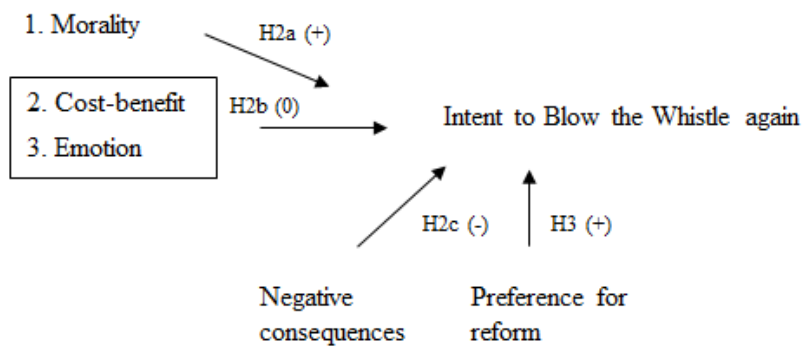 1. Morality
H2a (+)
2. Cost-benefit
3. Emotion
H2b (0)
Intent to Blow the Whistle again
H2c (-)
H3 (+)
Negative
consequences
Preference for
reform